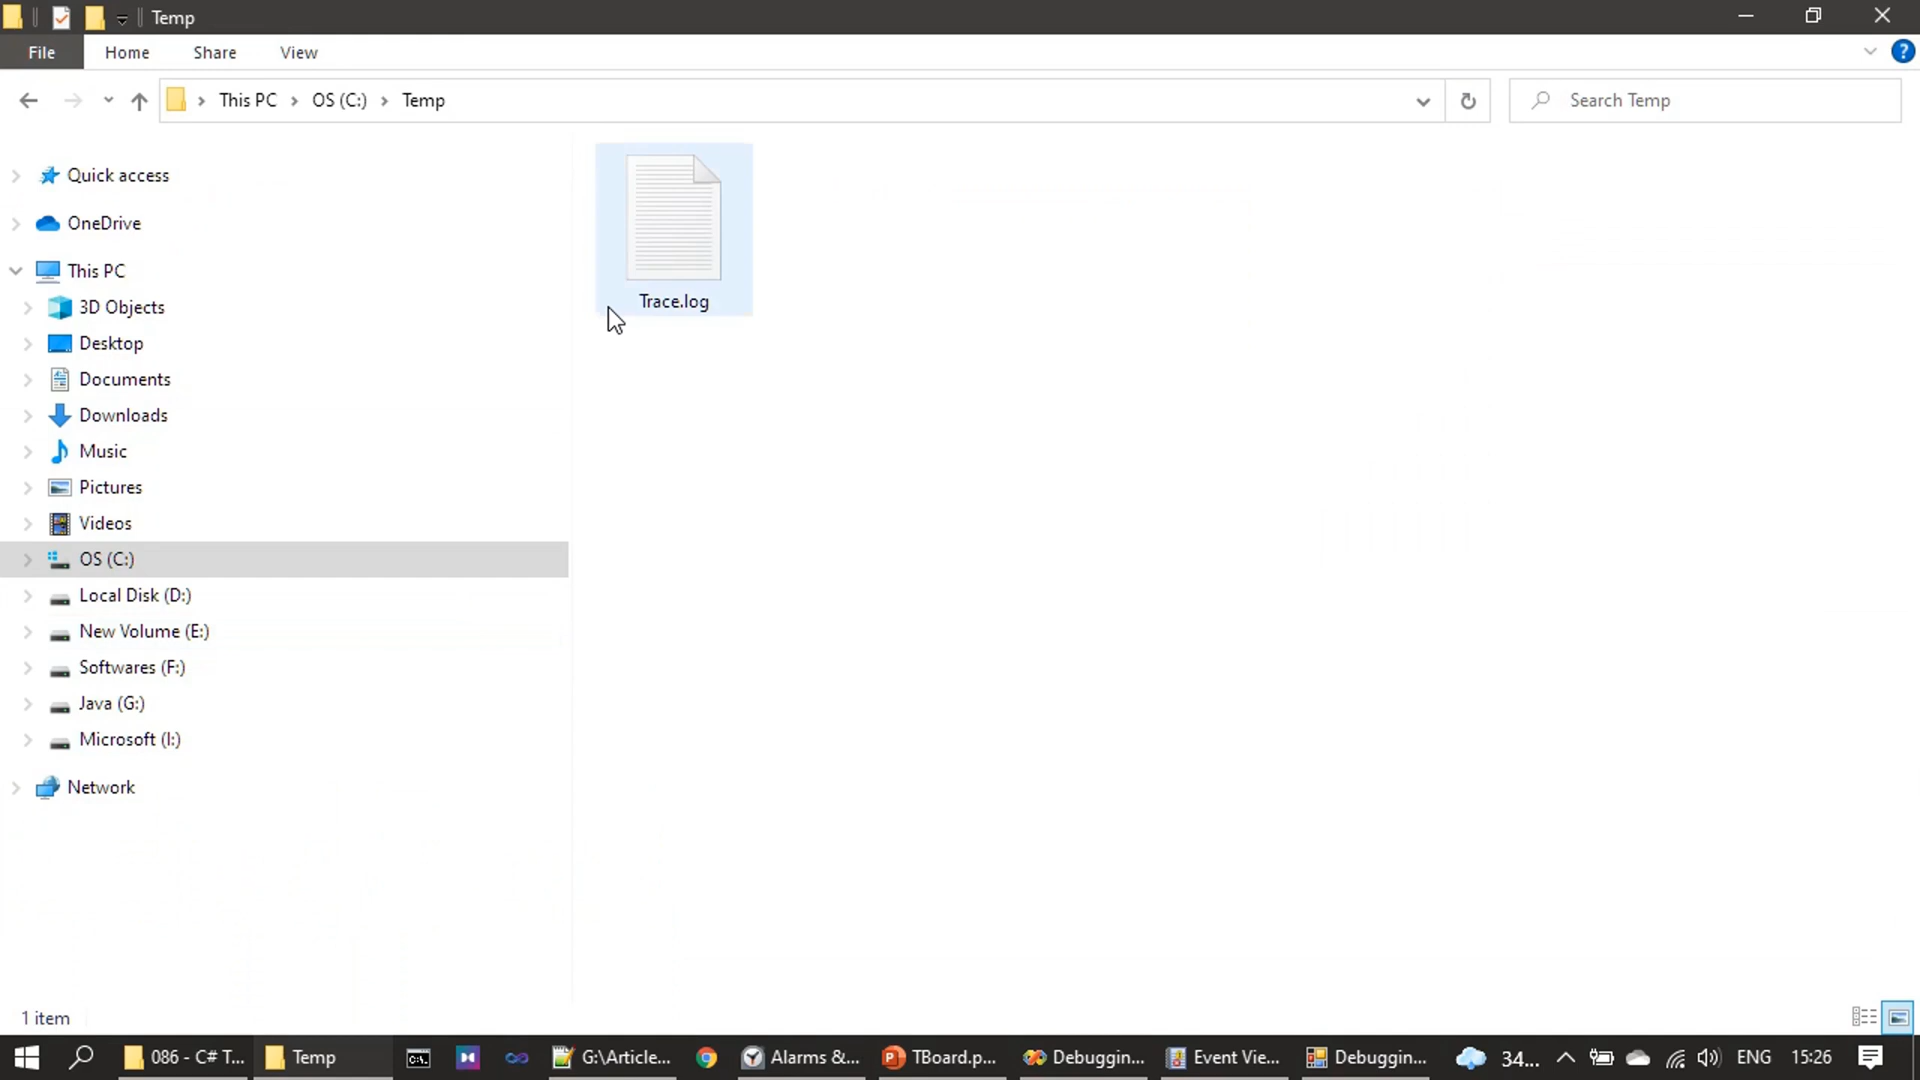 Temp
File Home Share View
This PC OS (C:) Temp
Search Temp
Quick access
OneDrive
This PC
3D Objects
Desktop
Documents
Downloads
Music
Pictures
Videos
OS (C:)
Local Disk (D:)
New Volume (E:)
Softwares (F:)
Java (G:)
Microsoft (I:)
Network
Trace.log
1 item
086 - C# T... Temp G:\Article... Alarms &... TBoard.p... Debuggin... Event Vie... Debuggin... 34... ENG 15:26